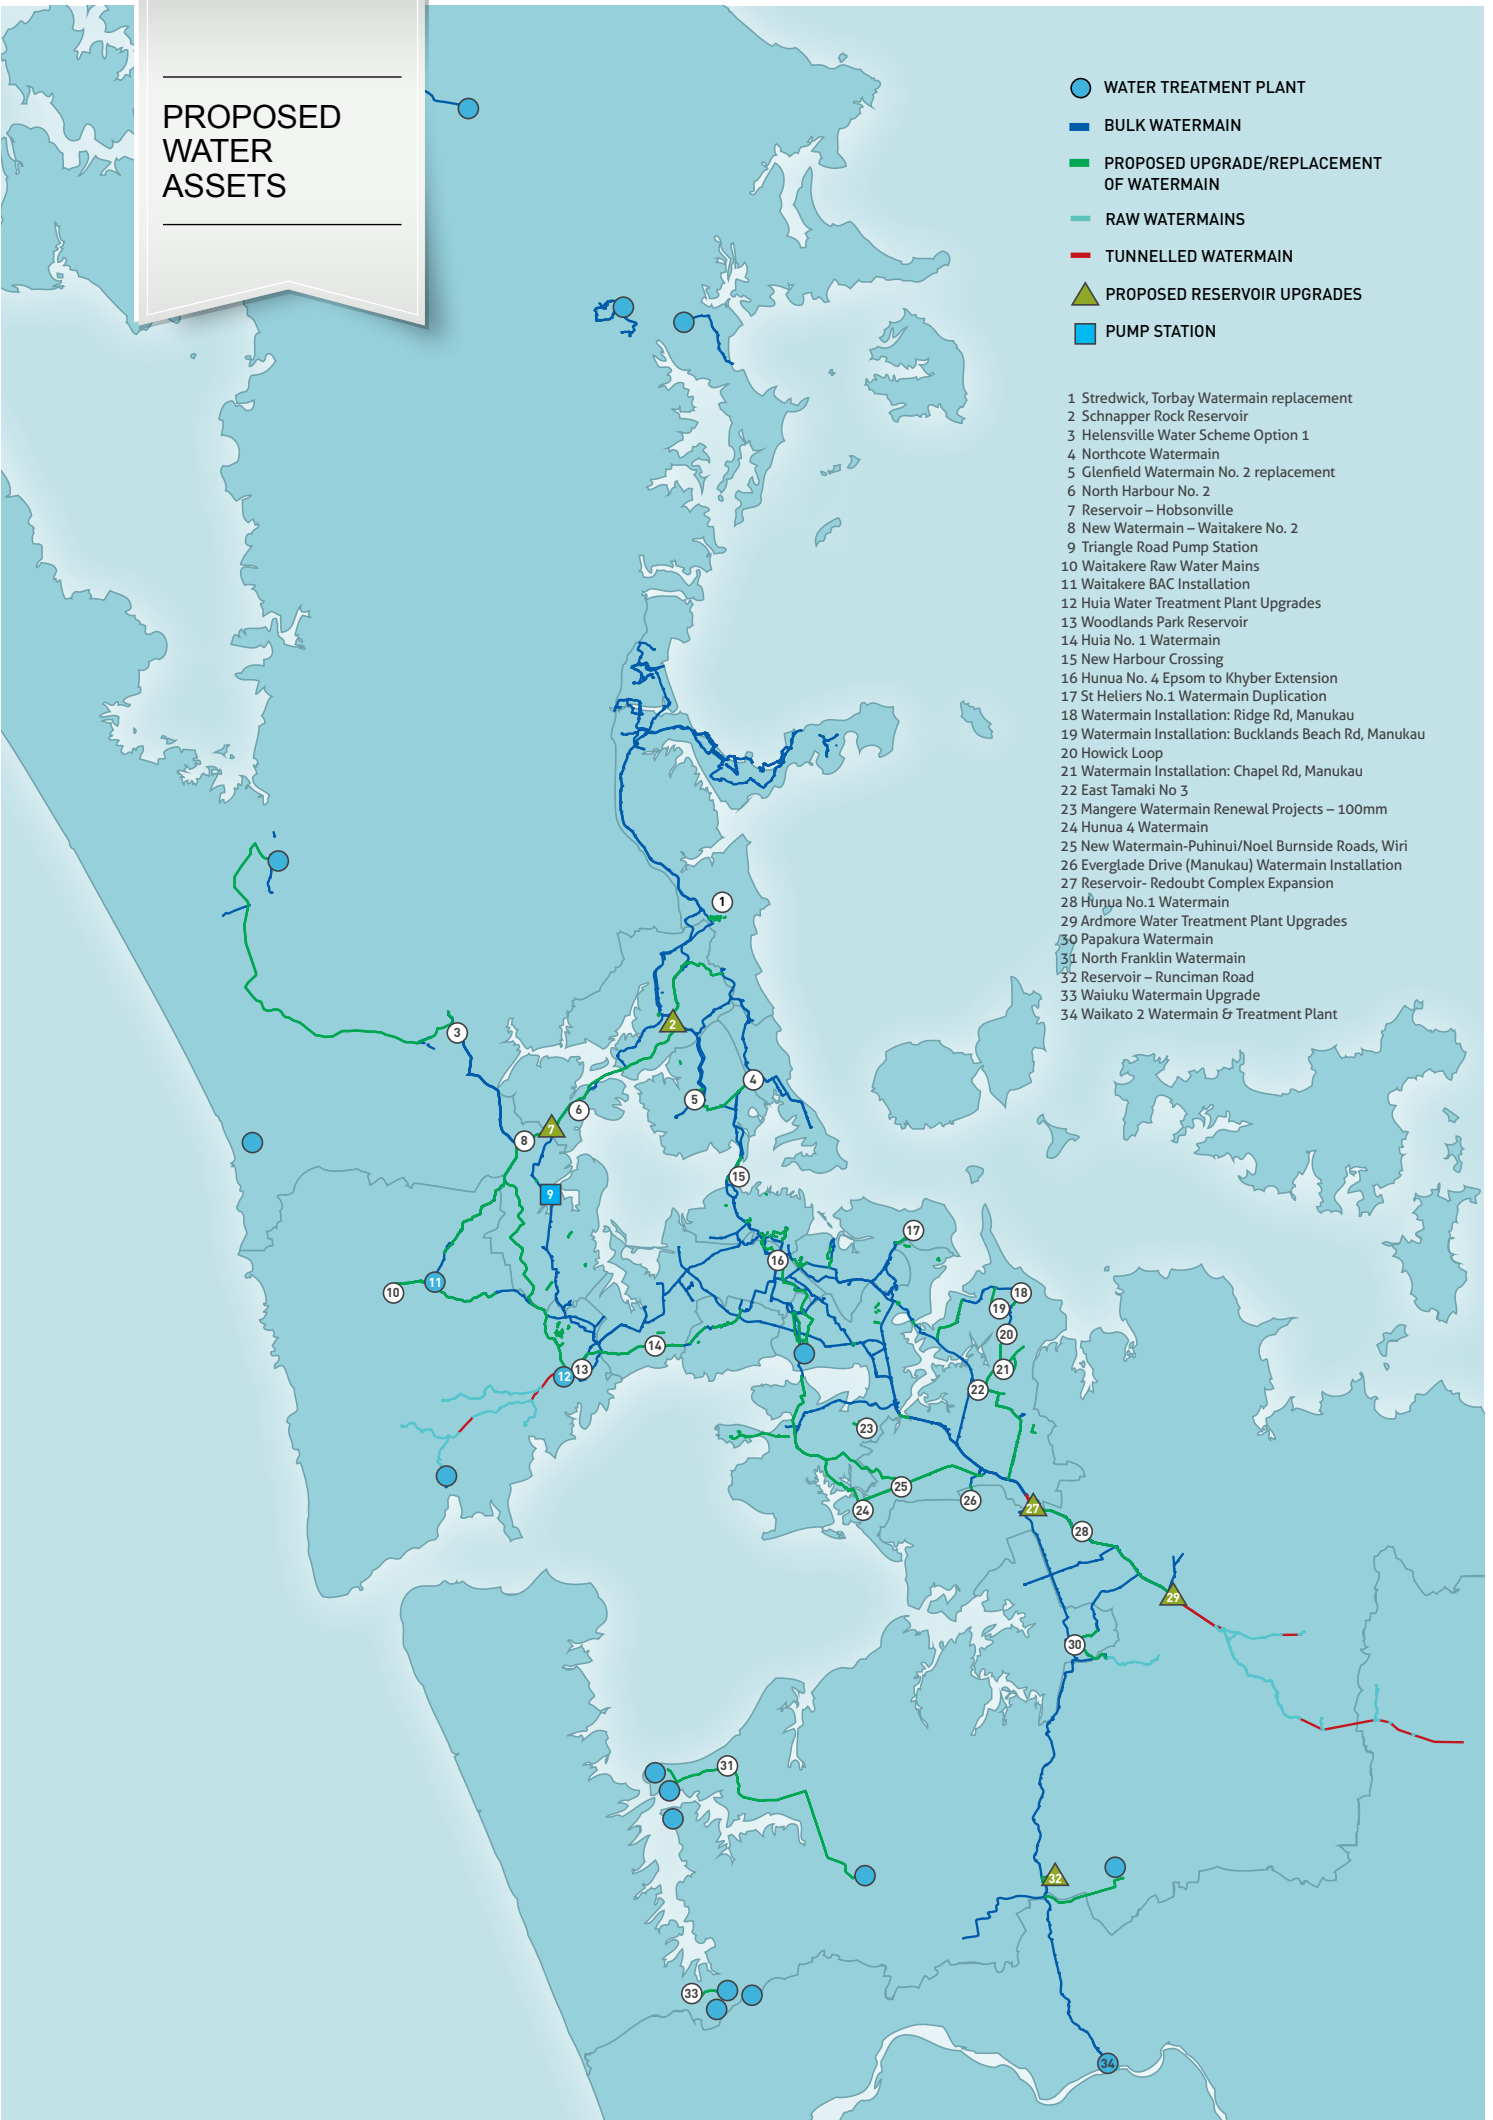 PROPOSED
WATER
ASSETS
WATER TREATMENT PLANT
BULK WATERMAIN
PROPOSED UPGRADE/REPLACEMENT
OF WATERMAIN
RAW WATERMAINS
TUNNELLED WATERMAIN
PROPOSED RESERVOIR UPGRADES
PUMP STATION
1 Stredwick, Torbay Watermain replacement
2 Schnapper Rock Reservoir
3 Helensville Water Scheme Option 1
4 Northcote Watermain
5 Glenfield Watermain No. 2 replacement
6 North Harbour No. 2
7 Reservoir – Hobsonville
8 New Watermain – Waitakere No. 2
9 Triangle Road Pump Station
10 Waitakere Raw Water Mains
11 Waitakere BAC Installation
12 Huia Water Treatment Plant Upgrades
13 Woodlands Park Reservoir
14 Huia No. 1 Watermain
15 New Harbour Crossing
16 Hunua No. 4 Epsom to Khyber Extension
17 St Heliers No.1 Watermain Duplication
18 Watermain Installation: Ridge Rd, Manukau
19 Watermain Installation: Bucklands Beach Rd, Manukau
20 Howick Loop
21 Watermain Installation: Chapel Rd, Manukau
22 East Tamaki No 3
23 Mangere Watermain Renewal Projects – 100mm
24 Hunua 4 Watermain
25 New Watermain-Puhinui/Noel Burnside Roads, Wiri
26 Everglade Drive (Manukau) Watermain Installation
27 Reservoir- Redoubt Complex Expansion
28 Hunua No.1 Watermain
29 Ardmore Water Treatment Plant Upgrades
30 Papakura Watermain
31 North Franklin Watermain
32 Reservoir – Runciman Road
33 Waiuku Watermain Upgrade
34 Waikato 2 Watermain & Treatment Plant
1
2
3
4
5
6
7
8
9
10
11
12
13
14
15
16
17
18
19
20
21
22
23
24
25
26
27
28
29
30
31
32
33
34